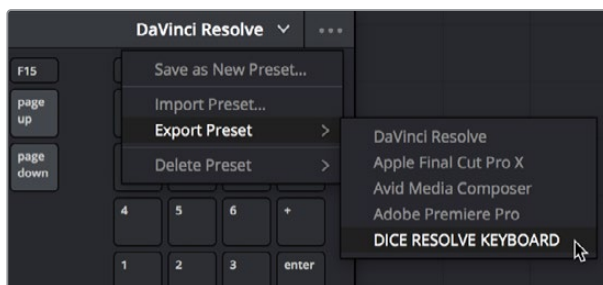 DaVinci Resolve
F15
Save as New Preset...
page up
Import Preset...
Export Preset >
DaVinci Resolve
page down
Delete Preset >
Apple Final Cut Pro X
Avid Media Composer
4 5 6 +
Adobe Premiere Pro
DICE RESOLVE KEYBOARD
1 2 3 enter